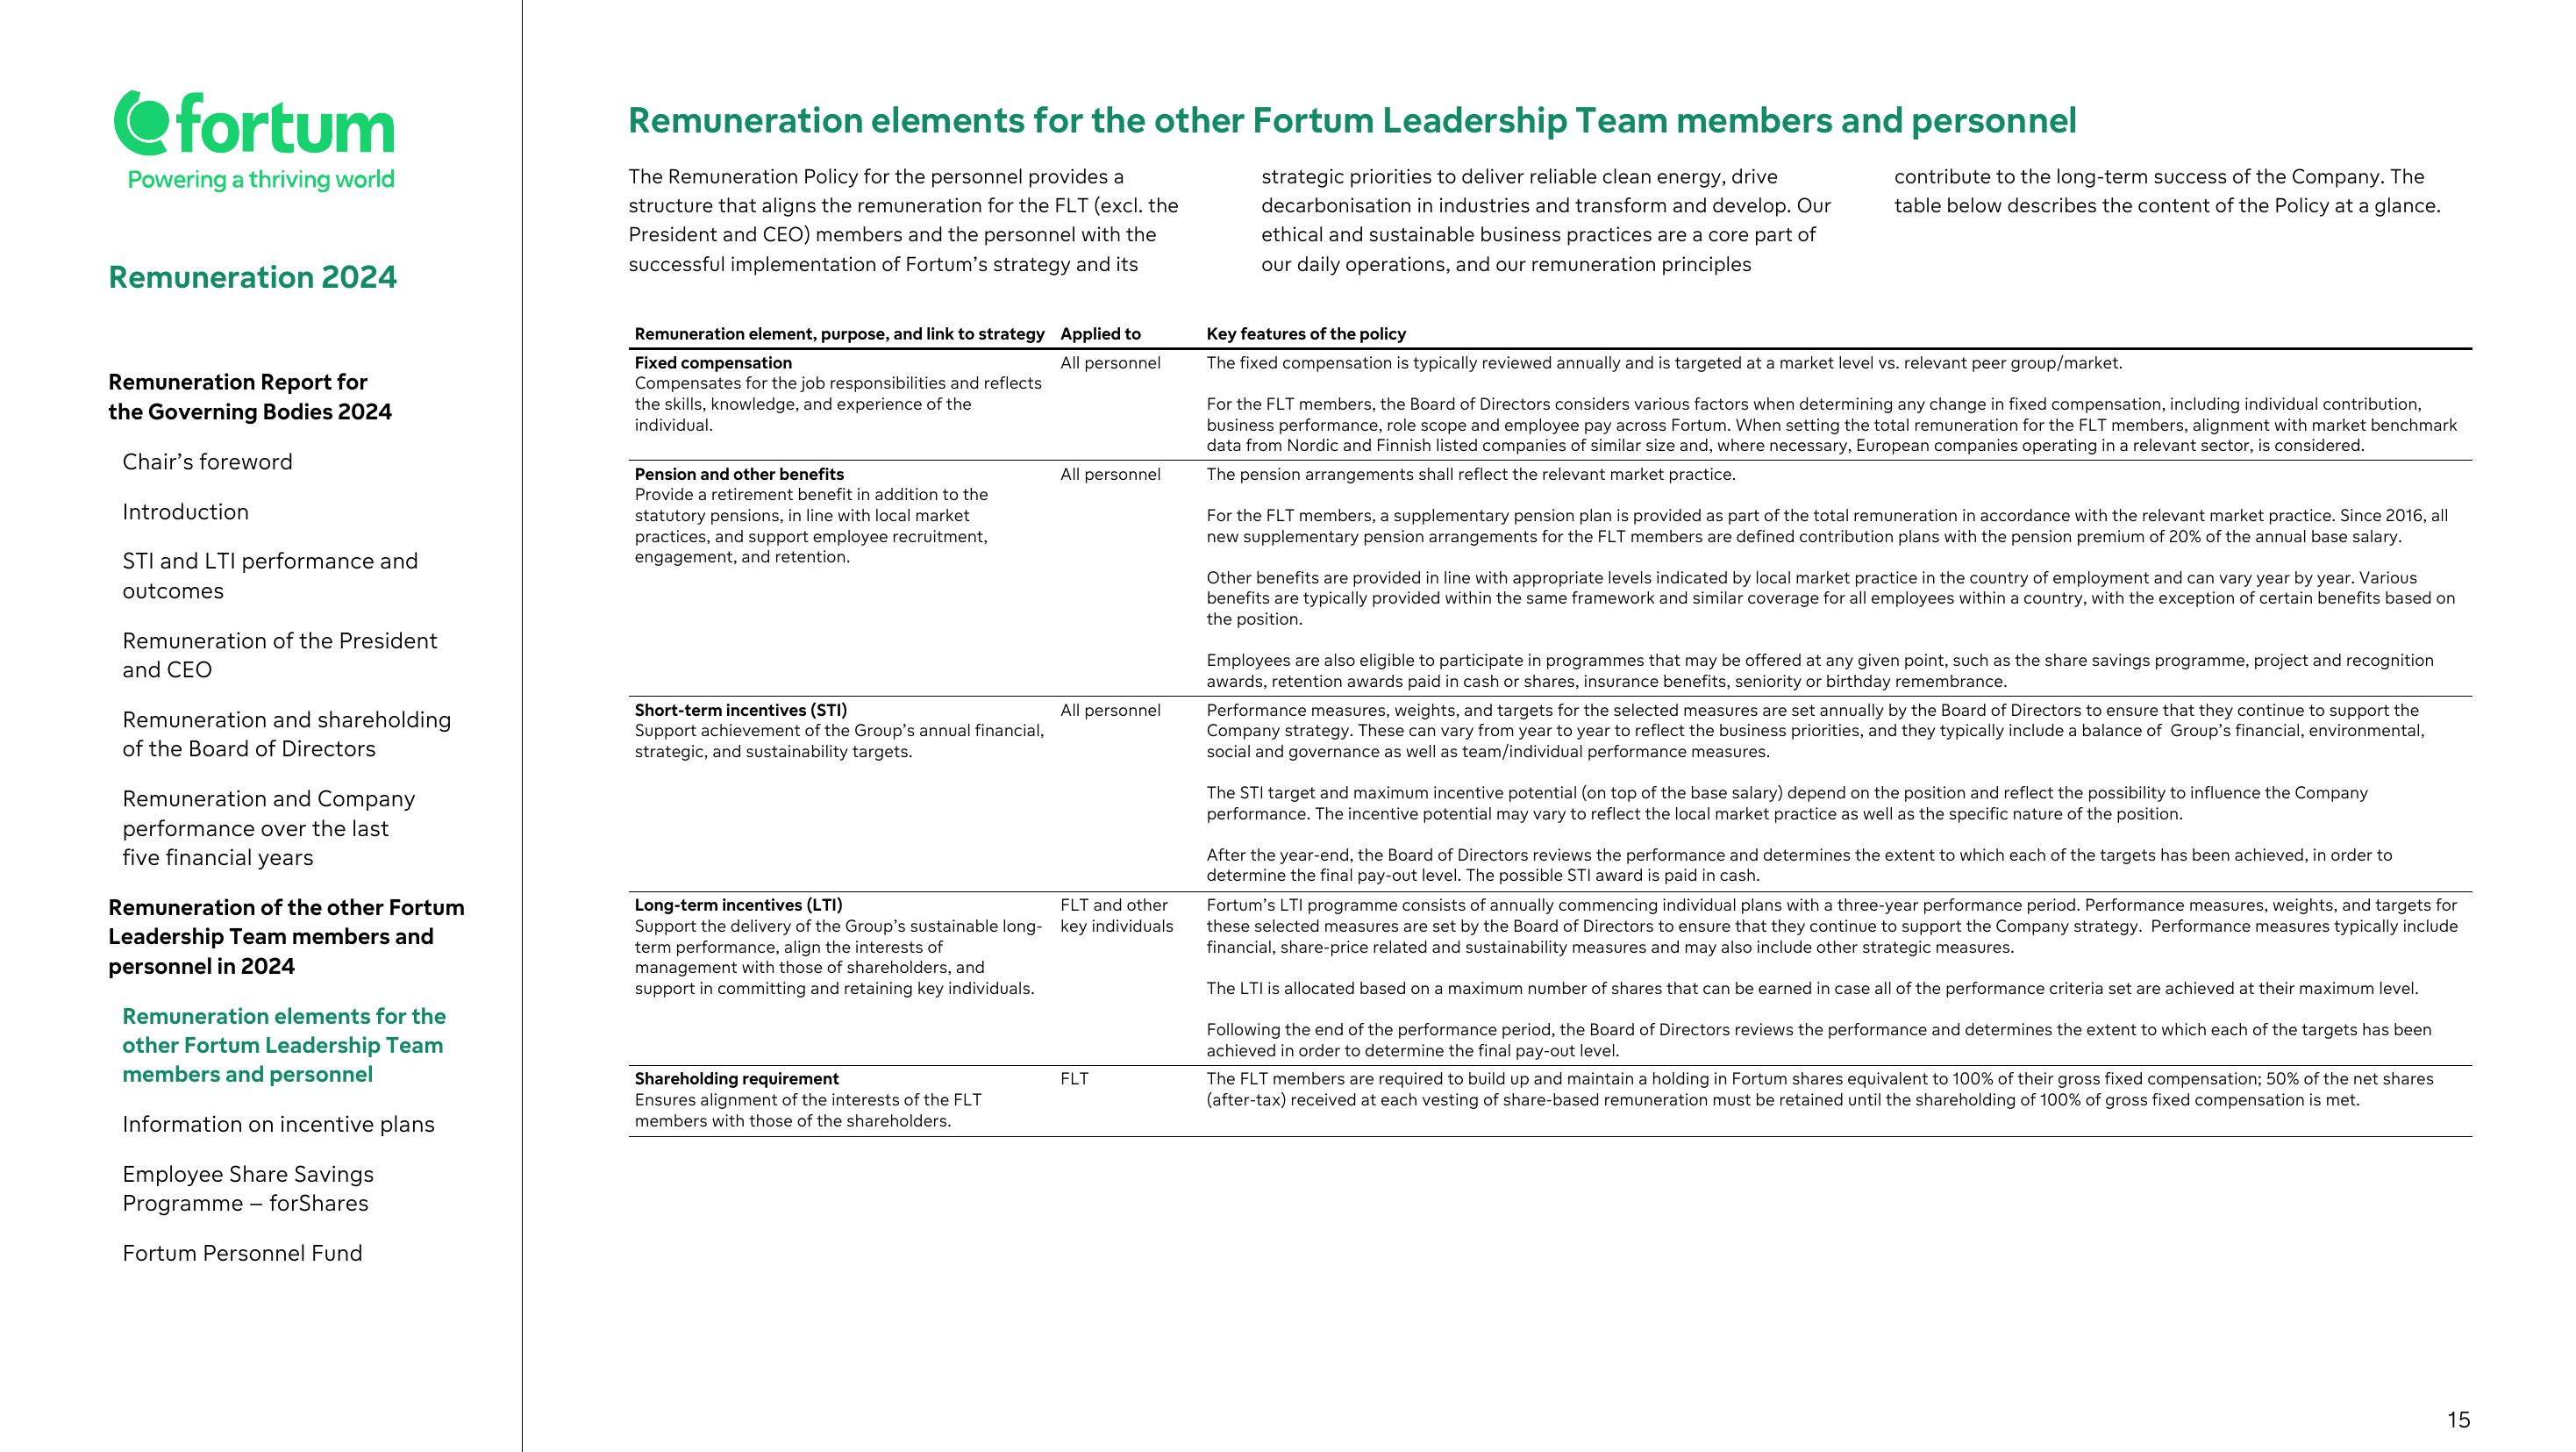 fortum
Powering a thriving world
Remuneration 2024
Remuneration Report for
the Governing Bodies 2024
Chair’s foreword
Introduction
STI and LTI performance and
outcomes
Remuneration of the President
and CEO
Remuneration and shareholding
of the Board of Directors
Remuneration and Company
performance over the last
five financial years
Remuneration of the other Fortum
Leadership Team members and
personnel in 2024
Remuneration elements for the
other Fortum Leadership Team
members and personnel
Information on incentive plans
Employee Share Savings
Programme – forShares
Fortum Personnel Fund
Remuneration elements for the other Fortum Leadership Team members and personnel
The Remuneration Policy for the personnel provides a
structure that aligns the remuneration for the FLT (excl. the
President and CEO) members and the personnel with the
successful implementation of Fortum’s strategy and its
strategic priorities to deliver reliable clean energy, drive
decarbonisation in industries and transform and develop. Our
ethical and sustainable business practices are a core part of
our daily operations, and our remuneration principles
contribute to the long-term success of the Company. The
table below describes the content of the Policy at a glance.
Remuneration element, purpose, and link to strategy Applied to Key features of the policy
Fixed compensation
Compensates for the job responsibilities and reflects
the skills, knowledge, and experience of the
individual.
All personnel
The fixed compensation is typically reviewed annually and is targeted at a market level vs. relevant peer group/market.
For the FLT members, the Board of Directors considers various factors when determining any change in fixed compensation, including individual contribution,
business performance, role scope and employee pay across Fortum. When setting the total remuneration for the FLT members, alignment with market benchmark
data from Nordic and Finnish listed companies of similar size and, where necessary, European companies operating in a relevant sector, is considered.
Pension and other benefits
Provide a retirement benefit in addition to the
statutory pensions, in line with local market
practices, and support employee recruitment,
engagement, and retention.
All personnel
The pension arrangements shall reflect the relevant market practice.
For the FLT members, a supplementary pension plan is provided as part of the total remuneration in accordance with the relevant market practice. Since 2016, all
new supplementary pension arrangements for the FLT members are defined contribution plans with the pension premium of 20% of the annual base salary.
Other benefits are provided in line with appropriate levels indicated by local market practice in the country of employment and can vary year by year. Various
benefits are typically provided within the same framework and similar coverage for all employees within a country, with the exception of certain benefits based on
the position.
Employees are also eligible to participate in programmes that may be offered at any given point, such as the share savings programme, project and recognition
awards, retention awards paid in cash or shares, insurance benefits, seniority or birthday remembrance.
Short-term incentives (STI)
Support achievement of the Group’s annual financial,
strategic, and sustainability targets.
All personnel
Performance measures, weights, and targets for the selected measures are set annually by the Board of Directors to ensure that they continue to support the
Company strategy. These can vary from year to year to reflect the business priorities, and they typically include a balance of Group’s financial, environmental,
social and governance as well as team/individual performance measures.
The STI target and maximum incentive potential (on top of the base salary) depend on the position and reflect the possibility to influence the Company
performance. The incentive potential may vary to reflect the local market practice as well as the specific nature of the position.
After the year-end, the Board of Directors reviews the performance and determines the extent to which each of the targets has been achieved, in order to
determine the final pay-out level. The possible STI award is paid in cash.
Long-term incentives (LTI)
Support the delivery of the Group’s sustainable long-
term performance, align the interests of
management with those of shareholders, and
support in committing and retaining key individuals.
FLT and other
key individuals
Fortum’s LTI programme consists of annually commencing individual plans with a three-year performance period. Performance measures, weights, and targets for
these selected measures are set by the Board of Directors to ensure that they continue to support the Company strategy. Performance measures typically include
financial, share-price related and sustainability measures and may also include other strategic measures.
The LTI is allocated based on a maximum number of shares that can be earned in case all of the performance criteria set are achieved at their maximum level.
Following the end of the performance period, the Board of Directors reviews the performance and determines the extent to which each of the targets has been
achieved in order to determine the final pay-out level.
Shareholding requirement
Ensures alignment of the interests of the FLT
members with those of the shareholders.
FLT
The FLT members are required to build up and maintain a holding in Fortum shares equivalent to 100% of their gross fixed compensation; 50% of the net shares
(after-tax) received at each vesting of share-based remuneration must be retained until the shareholding of 100% of gross fixed compensation is met.
15